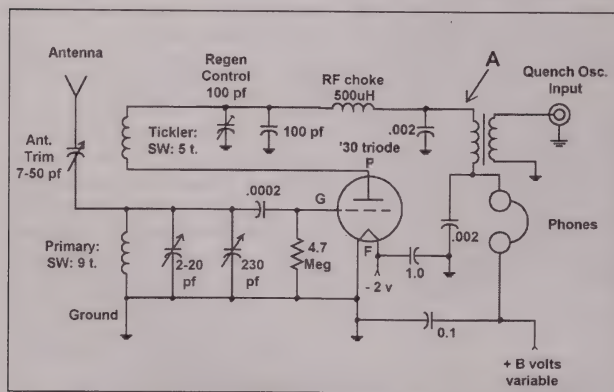 Antenna
Regen
Control
100 pf
RF choke
500uH
A
Quench Osc.
Input
Ant.
Trim
7-50 pf
Tickler:
SW: 5 t.
100 pf
.002
'30 triode
P
.0002
G
Primary:
SW: 9 t.
2-20
pf
230
pf
4.7
Meg
F
- 2 v
1.0
.002
Phones
Ground
0.1
+ B volts
variable